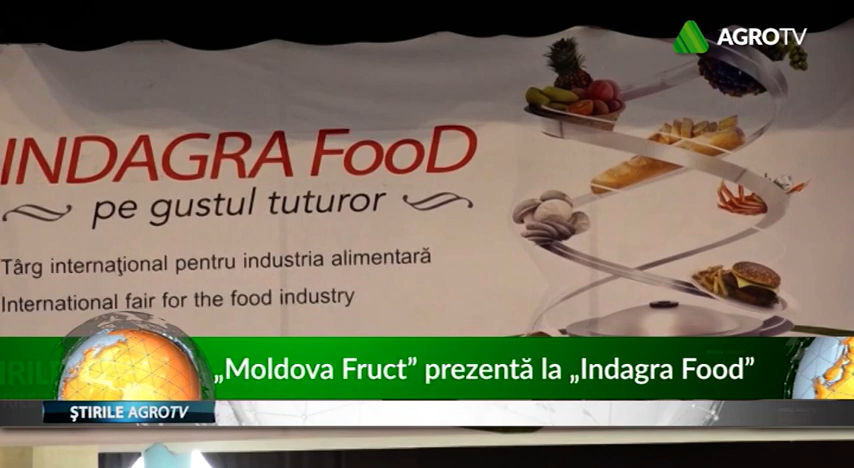 AGROTV
INDAGRA FooD
pe gustul tuturor
Târg internaţional pentru industria alimentară
International fair for the food industry
„Moldova Fruct” prezentă la „Indagra Food”
ȘTIRILE AGROTV